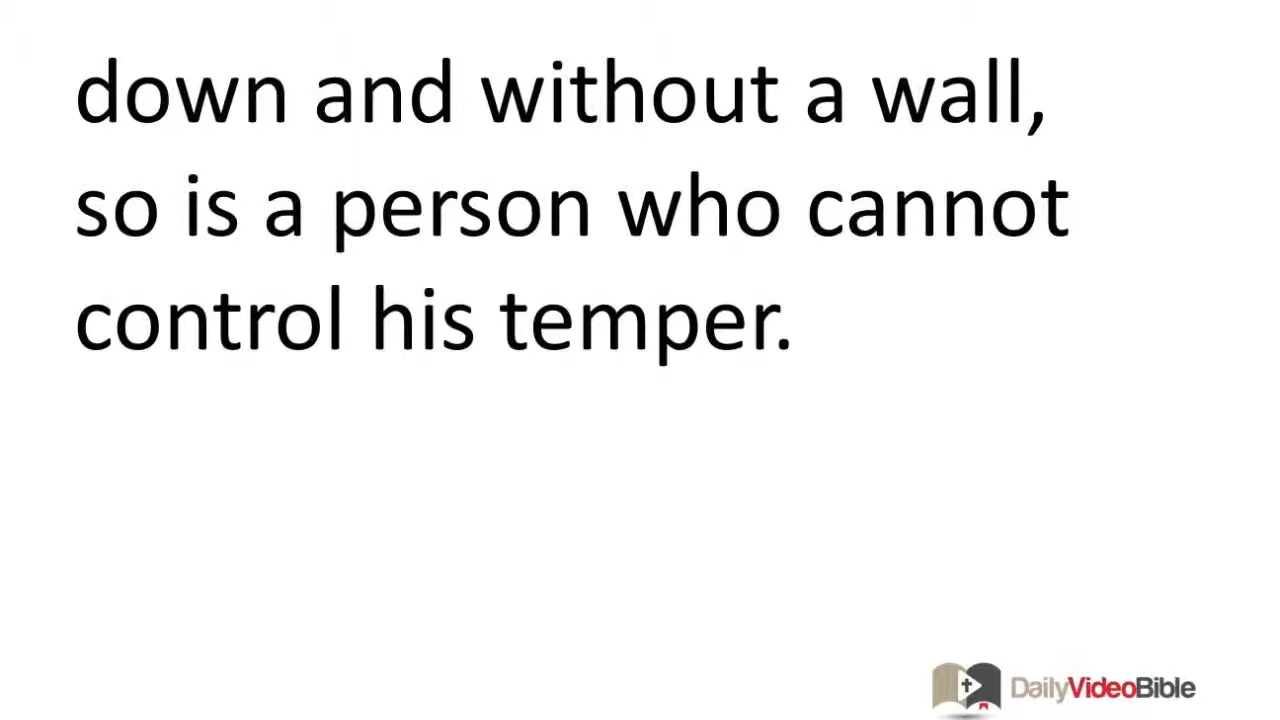 down and without a wall,
so is a person who cannot
control his temper.
DailyVideoBible